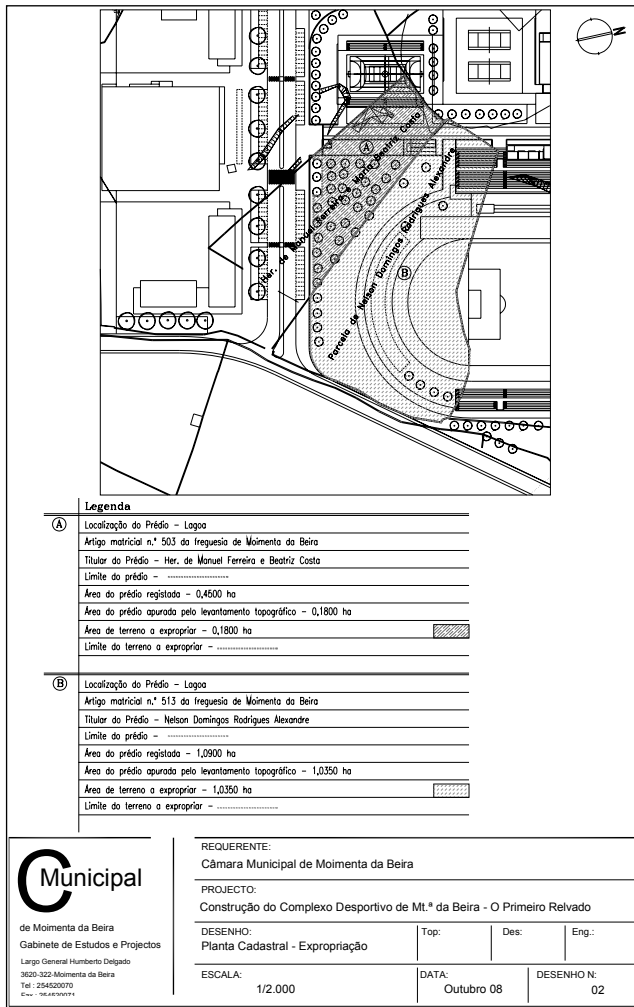 N
A
Her. de Manuel Ferreira e Maria Beatriz Costa
B
Parcela de Nelson Domingos Rodrigues Alexandre
Legenda
A
Localização do Prédio - Lagoa
Artigo matricial n.º 503 da freguesia de Moimenta da Beira
Titular do Prédio - Her. de Manuel Ferreira e Beatriz Costa
Limite do prédio -
Área do prédio registada - 0,4500 ha
Área do prédio apurada pelo levantamento topográfico - 0,1800 ha
Área de terreno a expropriar - 0,1800 ha
Limite do terreno a expropriar -
B
Localização do Prédio - Lagoa
Artigo matricial n.º 513 da freguesia de Moimenta da Beira
Titular do Prédio - Nelson Domingos Rodrigues Alexandre
Limite do prédio -
Área do prédio registada - 1,0900 ha
Área do prédio apurada pelo levantamento topográfico - 1,0350 ha
Área de terreno a expropriar - 1,0350 ha
Limite do terreno a expropriar -
C Municipal
de Moimenta da Beira
Gabinete de Estudos e Projectos
Largo General Humberto Delgado
3620-322-Moimenta da Beira
Tel : 254520070
Fax : 254520071
REQUERENTE:
Câmara Municipal de Moimenta da Beira
PROJECTO:
Construção do Complexo Desportivo de Mt.ª da Beira - O Primeiro Relvado
DESENHO:
Planta Cadastral - Expropriação
Top:
Des:
Eng.:
ESCALA:
1/2.000
DATA:
Outubro 08
DESENHO N:
02